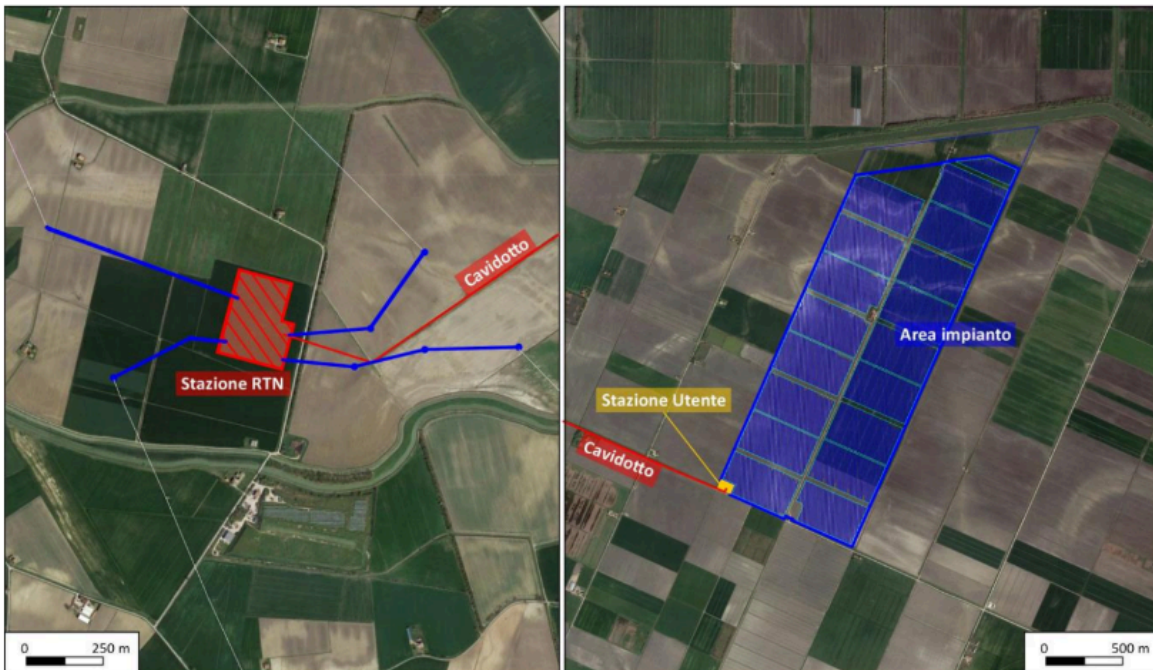 Cavidotto
Stazione RTN
0 250 m
Area impianto
Stazione Utente
Cavidotto
0 500 m